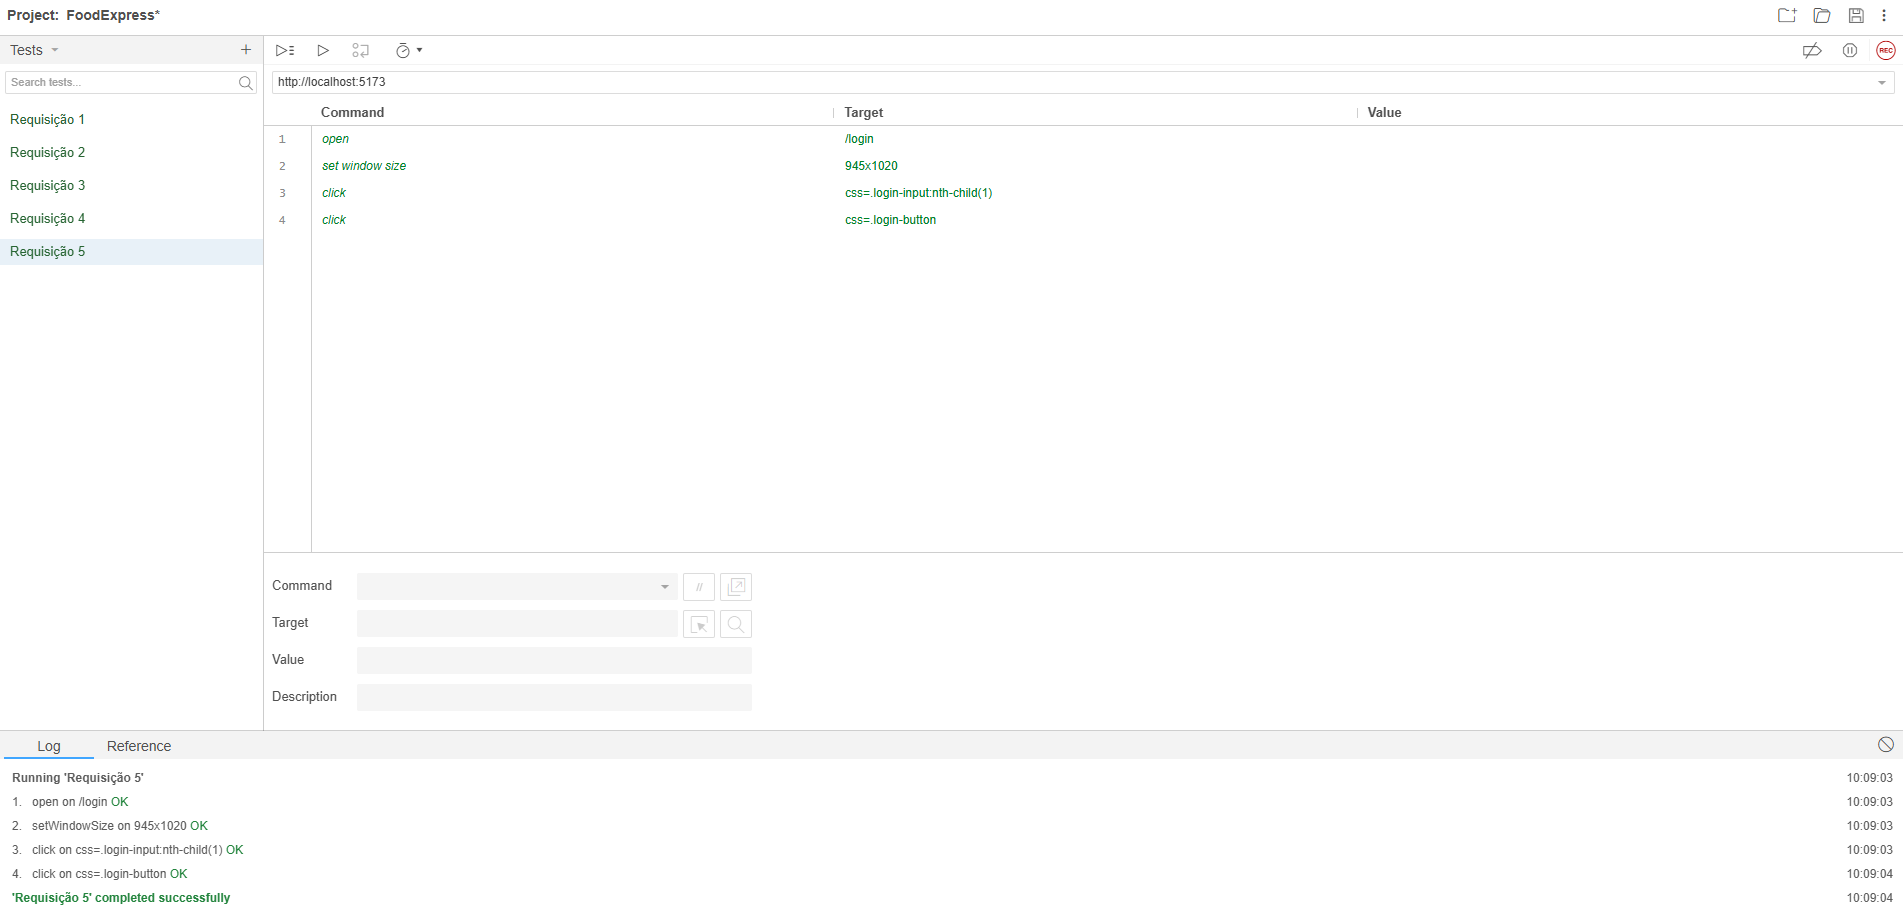 Project: FoodExpress*
Tests
Search tests...
Requisição 1
Requisição 2
Requisição 3
Requisição 4
Requisição 5
REC
http://localhost:5173
Command Target Value
1 open /login
2 set window size 945x1020
3 click css=.login-input:nth-child(1)
4 click css=.login-button
Command //
Target
Value
Description
Log Reference
Running 'Requisição 5' 10:09:03
1. open on /login OK 10:09:03
2. setWindowSize on 945x1020 OK 10:09:03
3. click on css=.login-input:nth-child(1) OK 10:09:03
4. click on css=.login-button OK 10:09:04
'Requisição 5' completed successfully 10:09:04